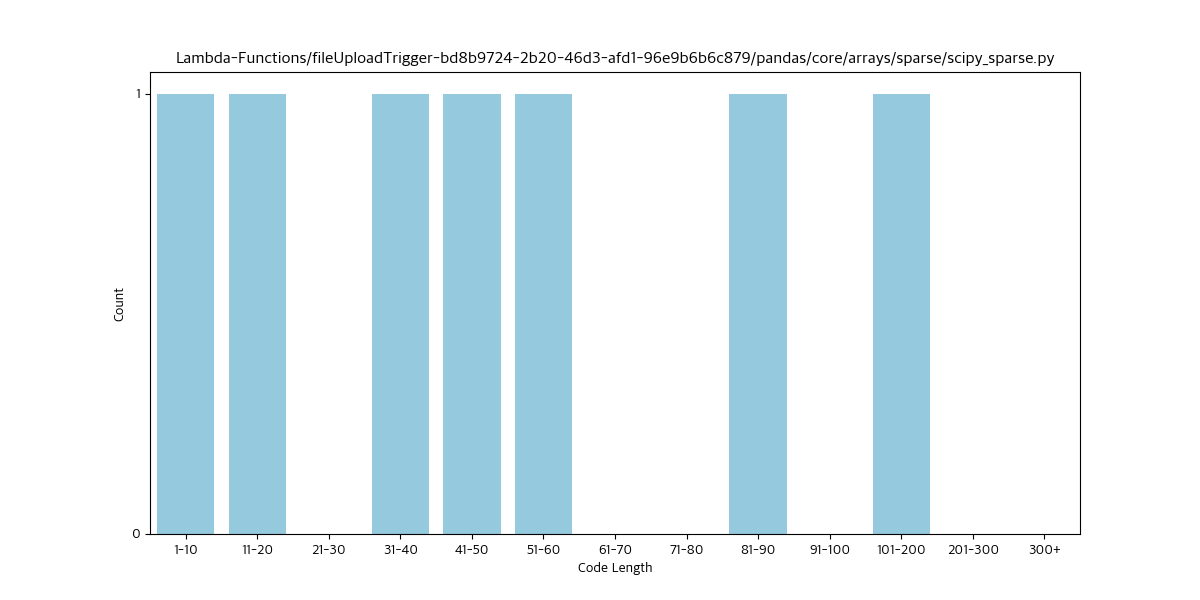 Lambda-Functions/fileUploadTrigger-bd8b9724-2b20-46d3-afd1-96e9b6b6c879/pandas/core/arrays/sparse/scipy_sparse.py
1
Count
0
1-10 11-20 21-30 31-40 41-50 51-60 61-70 71-80 81-90 91-100 101-200 201-300 300+
Code Length